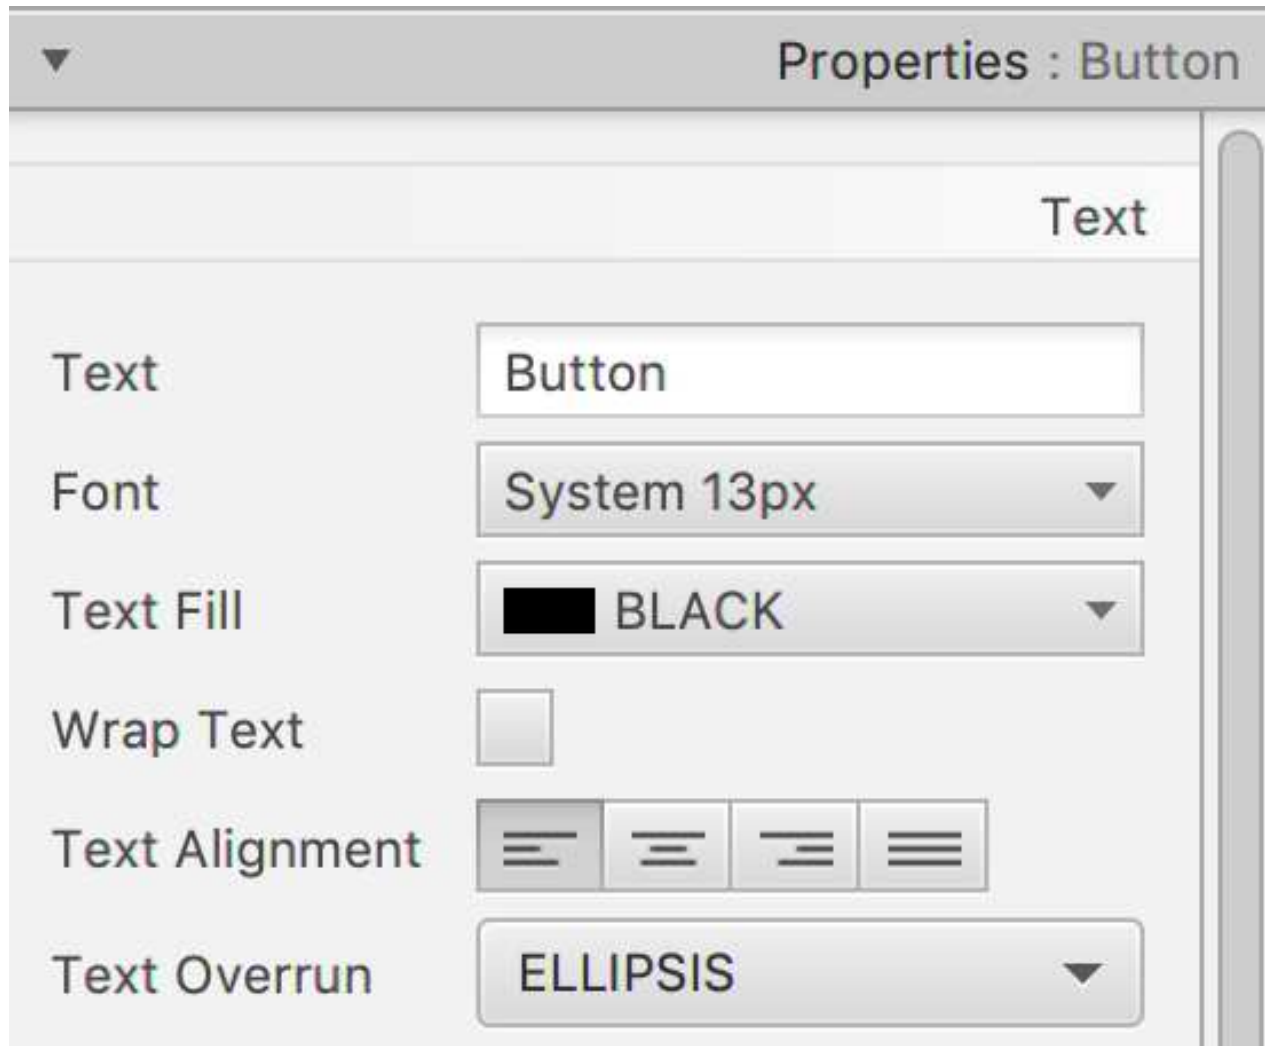 Properties : Button
Text
Text Button
Font System 13px
Text Fill BLACK
Wrap Text
Text Alignment
Text Overrun ELLIPSIS